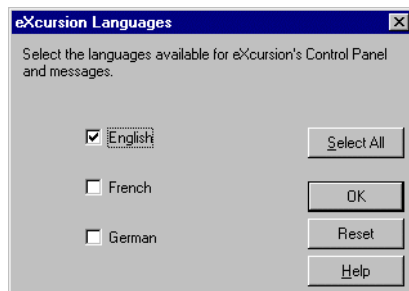 eXcursion Languages
Select the languages available for eXcursion's Control Panel
and messages.
English
Select All
French
OK
German
Reset
Help